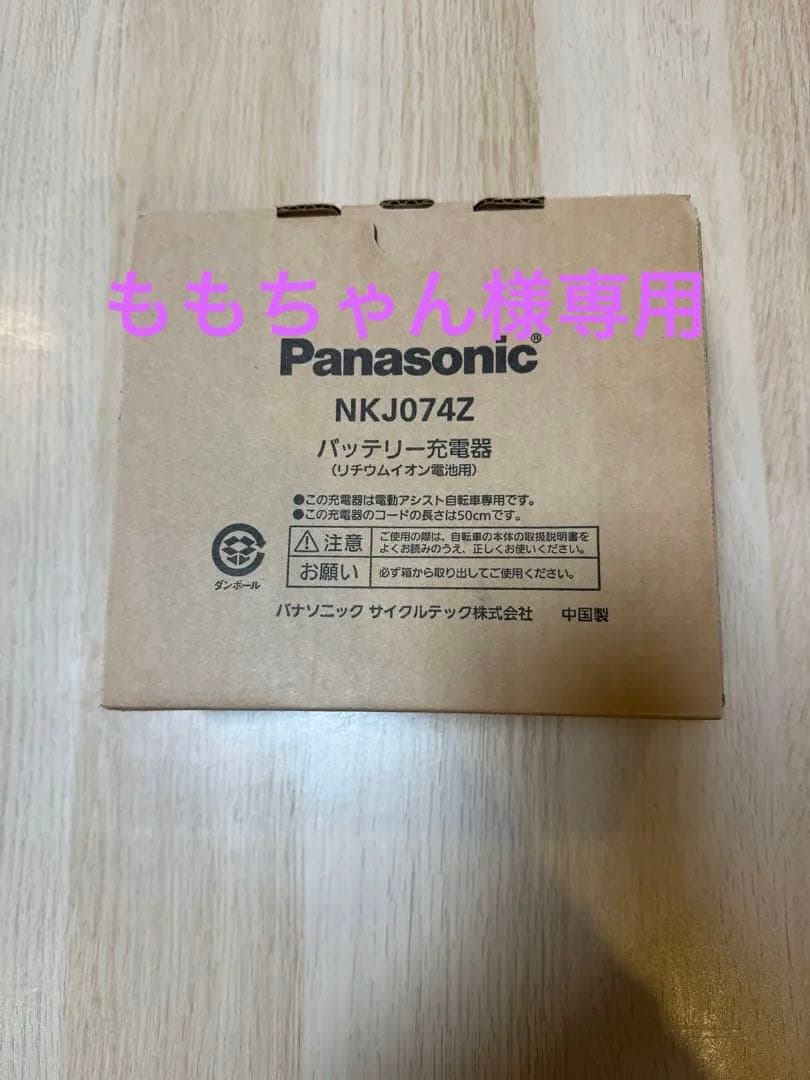 ももちゃん様専用
Panasonic®
NKJ074Z
バッテリー充電器
(リチウムイオン電池用)
●この充電器は電動アシスト自転車専用です。
●この充電器のコードの長さは50cmです。
⚠注意 ご使用の際は、自転車の本体の取扱説明書を
よくお読みのうえ、正しくお使いください。
お願い 必ず箱から取り出してご使用ください。
ダンボール
パナソニック サイクルテック株式会社 中国製